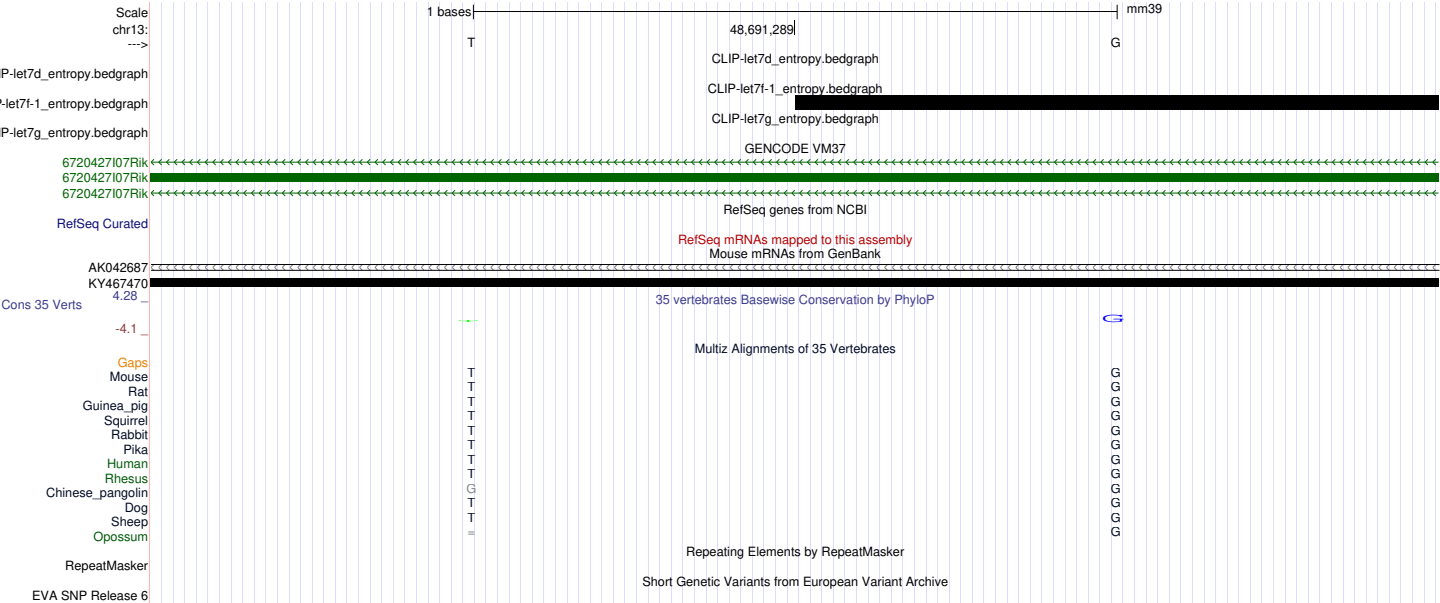 Scale 1 bases mm39
chr13: 48,691,289
---> T G
CLIP-let7d_entropy.bedgraph
IP-let7d_entropy.bedgraph
CLIP-let7f-1_entropy.bedgraph
P-let7f-1_entropy.bedgraph
CLIP-let7g_entropy.bedgraph
IP-let7g_entropy.bedgraph
GENCODE VM37
6720427I07Rik
6720427I07Rik
6720427I07Rik
RefSeq genes from NCBI
RefSeq Curated
RefSeq mRNAs mapped to this assembly
Mouse mRNAs from GenBank
AK042687
KY467470
4.28 _
35 vertebrates Basewise Conservation by PhyloP
Cons 35 Verts
G
-4.1 _
Multiz Alignments of 35 Vertebrates
Gaps
Mouse T G
Rat T G
Guinea_pig T G
Squirrel T G
Rabbit T G
Pika T G
Human T G
Rhesus T G
Chinese_pangolin G G
Dog T G
Sheep T G
Opossum = G
Repeating Elements by RepeatMasker
RepeatMasker
Short Genetic Variants from European Variant Archive
EVA SNP Release 6